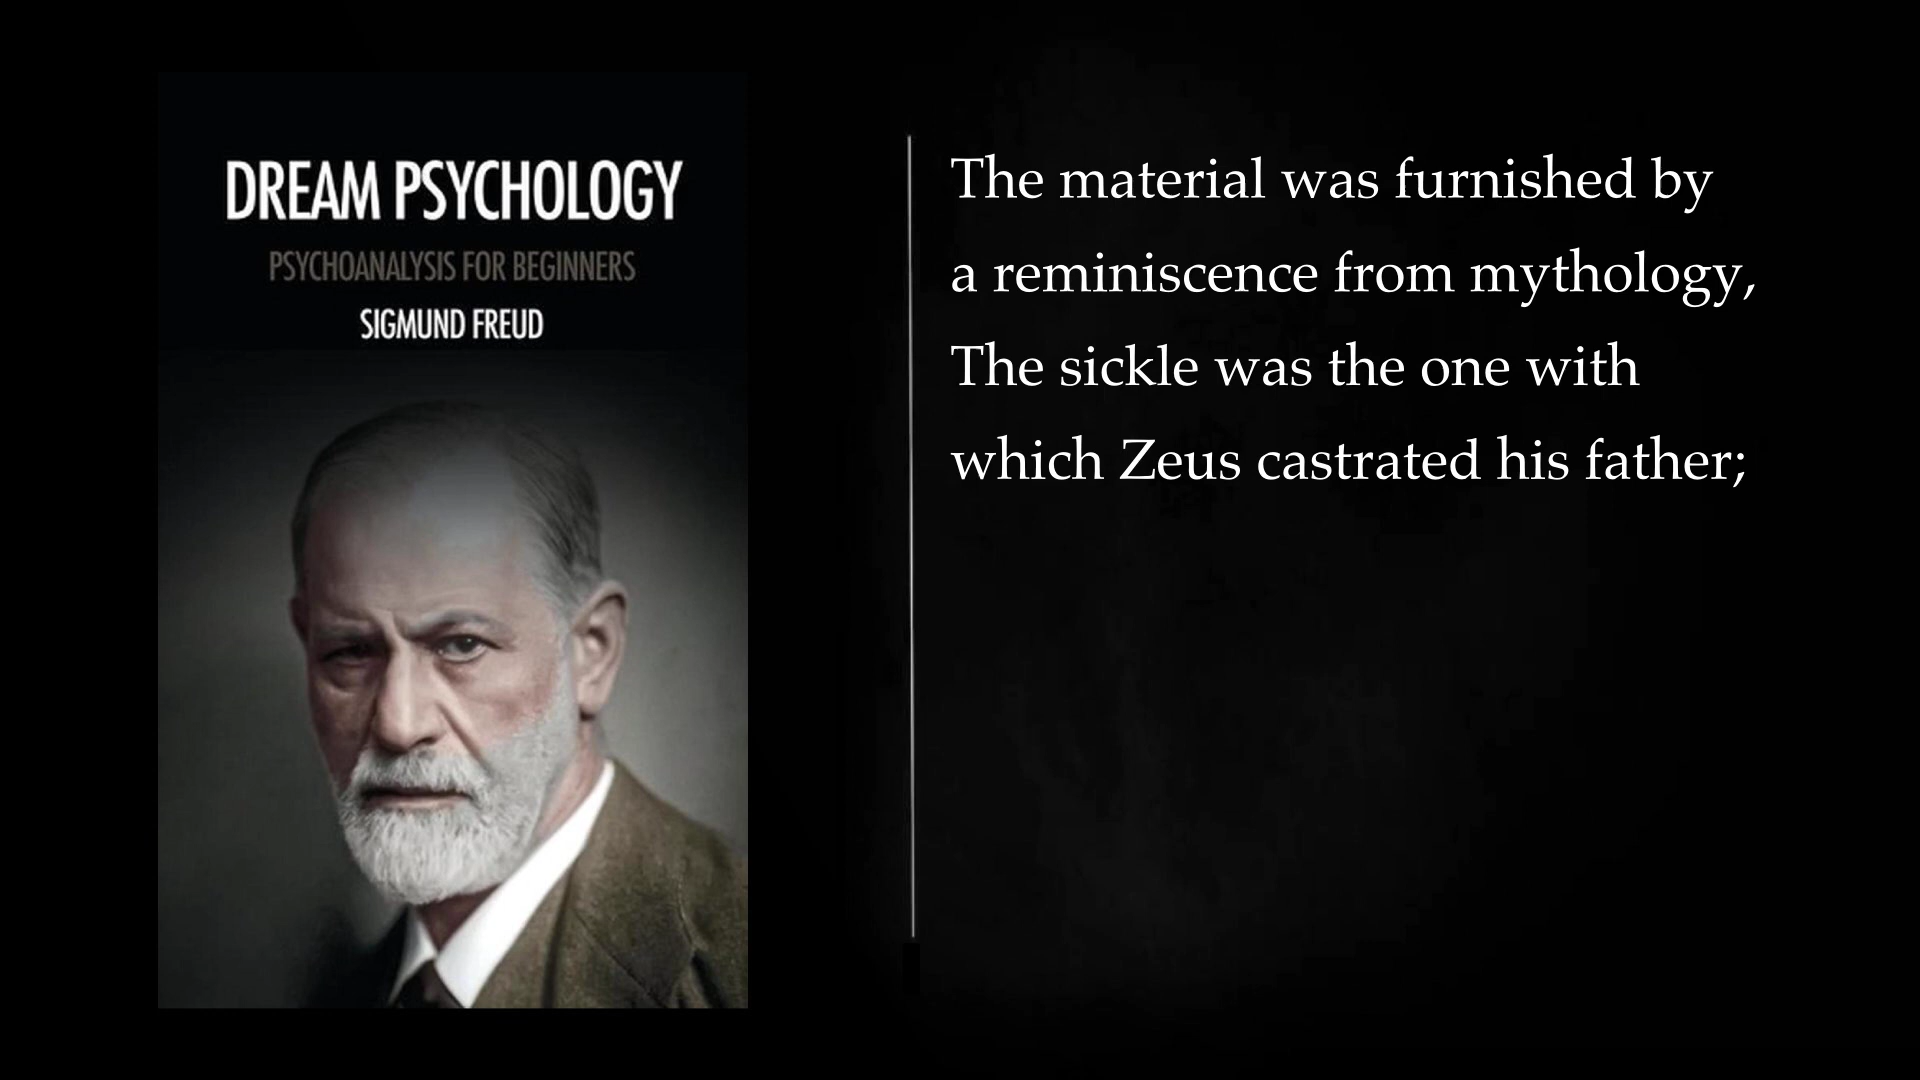 DREAM PSYCHOLOGY
PSYCHOANALYSIS FOR BEGINNERS
SIGMUND FREUD
The material was furnished by
a reminiscence from mythology,
The sickle was the one with
which Zeus castrated his father;